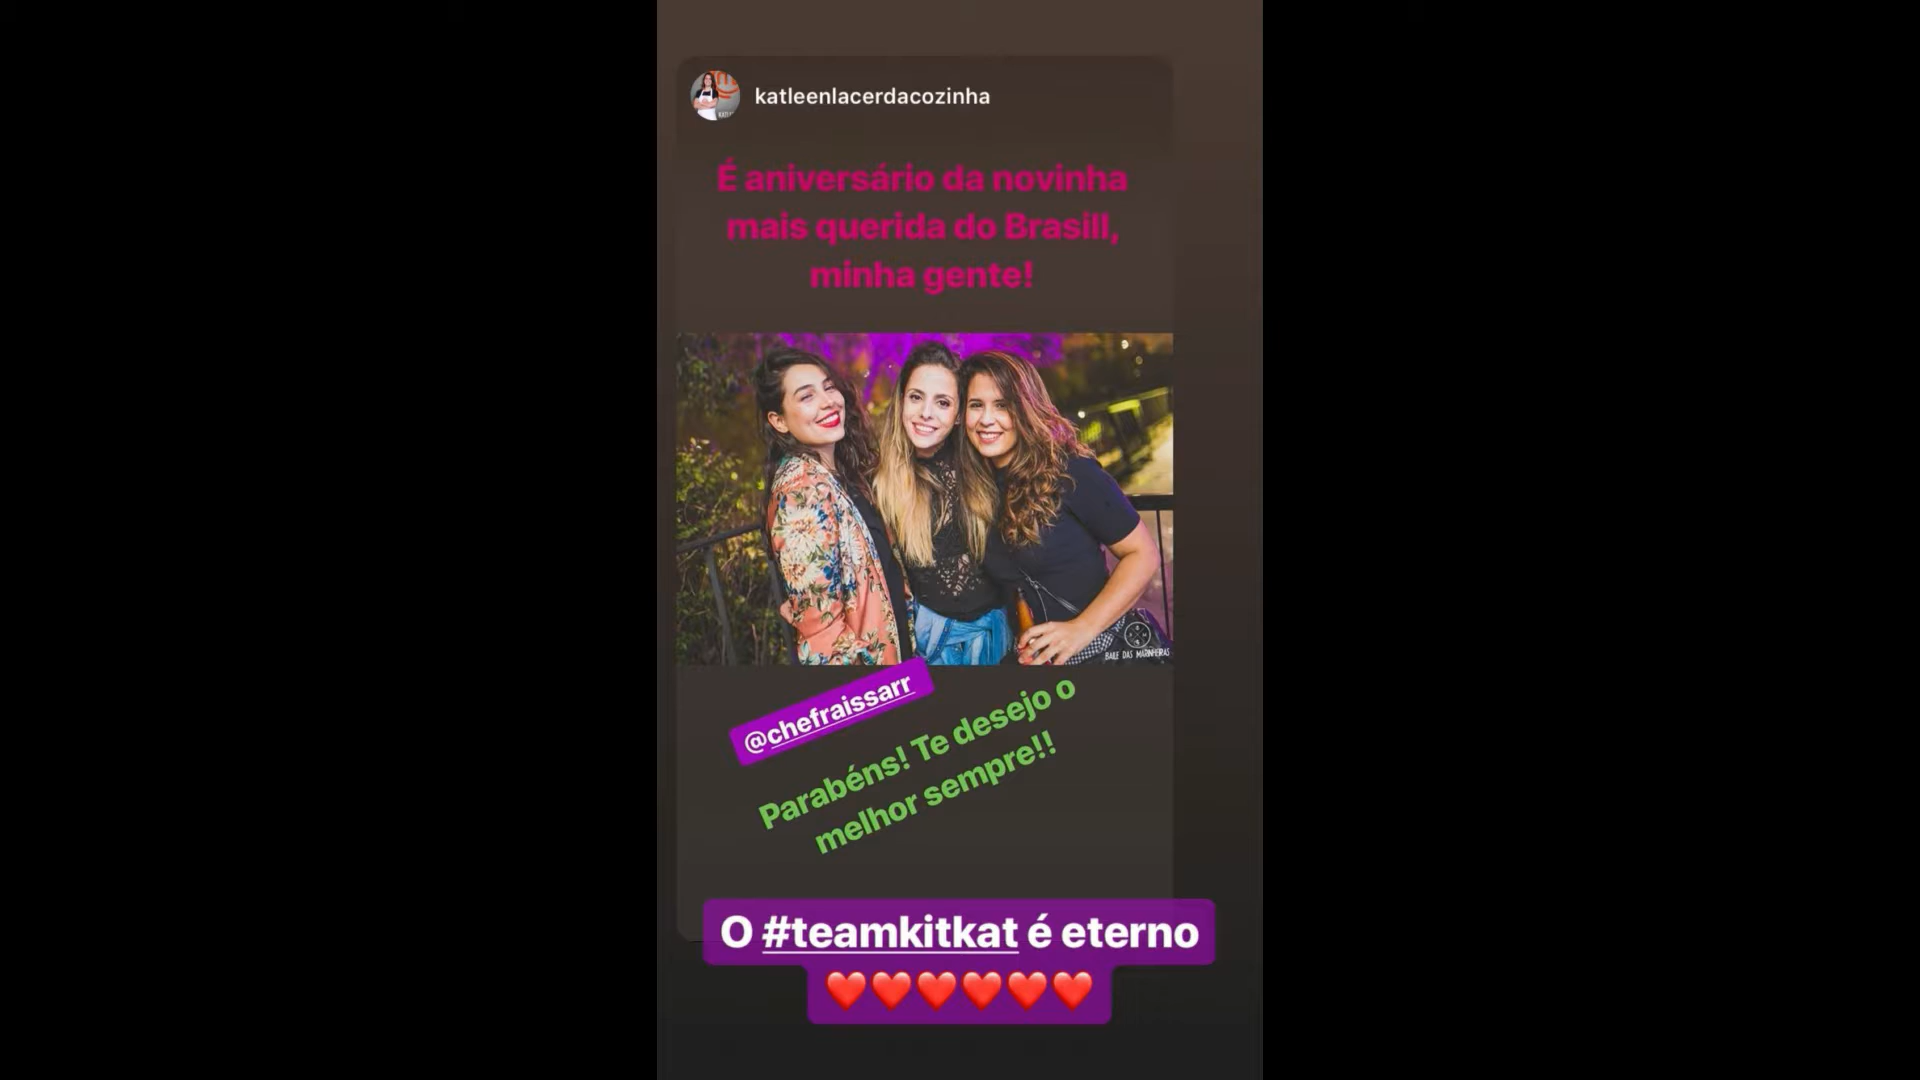 katleenlacerdacozinha
É aniversário da novinha
mais querida do Brasill,
minha gente!
BAILE DAS MARINHEIRAS
@chefraissarr
Parabéns! Te desejo o
melhor sempre!!
O #teamkitkat é eterno
❤️❤️❤️❤️❤️❤️